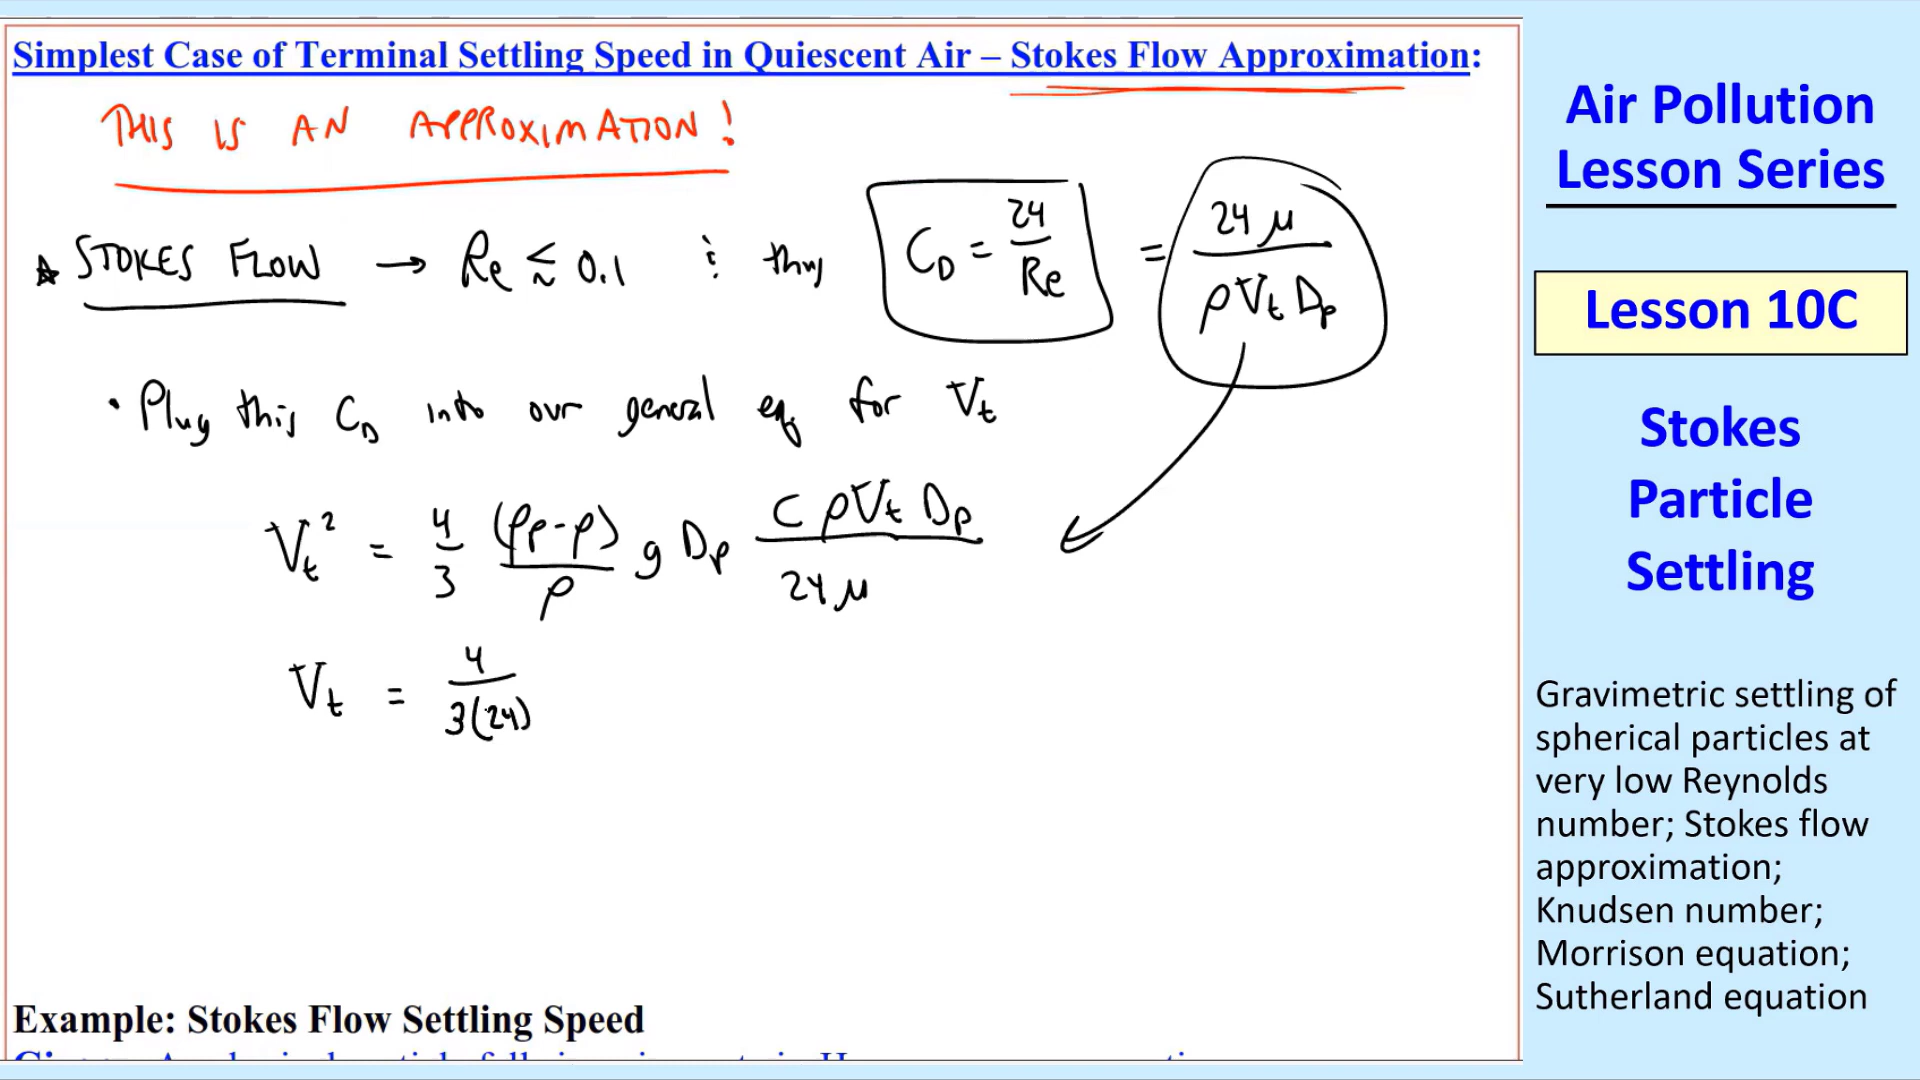 Simplest Case of Terminal Settling Speed in Quiescent Air – Stokes Flow Approximation:
THIS IS AN APPROXIMATION!
STOKES FLOW → Re ≲ 0.1 & thus C_D = 24/Re = 24 μ / ρ V_t D_p
• Plug this C_D into our general eq. for V_t
V_t² = 4/3 (ρ_p - ρ)/ρ g D_p C ρ V_t D_p / 24 μ
V_t = 4 / 3(24)
Example: Stokes Flow Settling Speed
Air Pollution
Lesson Series
Lesson 10C
Stokes
Particle
Settling
Gravimetric settling of
spherical particles at
very low Reynolds
number; Stokes flow
approximation;
Knudsen number;
Morrison equation;
Sutherland equation